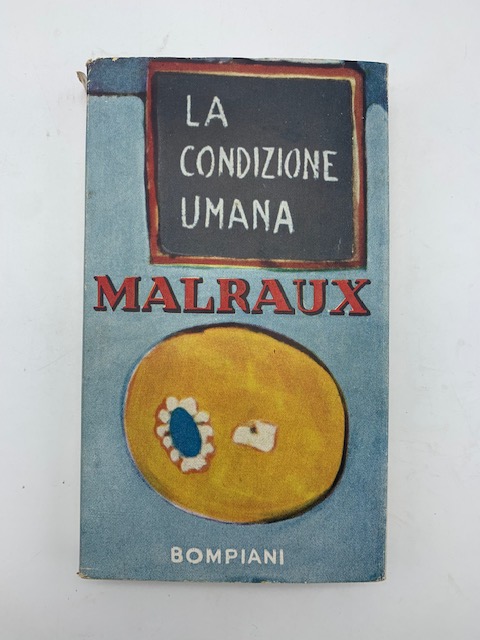 LA
CONDIZIONE
UMANA
MALRAUX
BOMPIANI